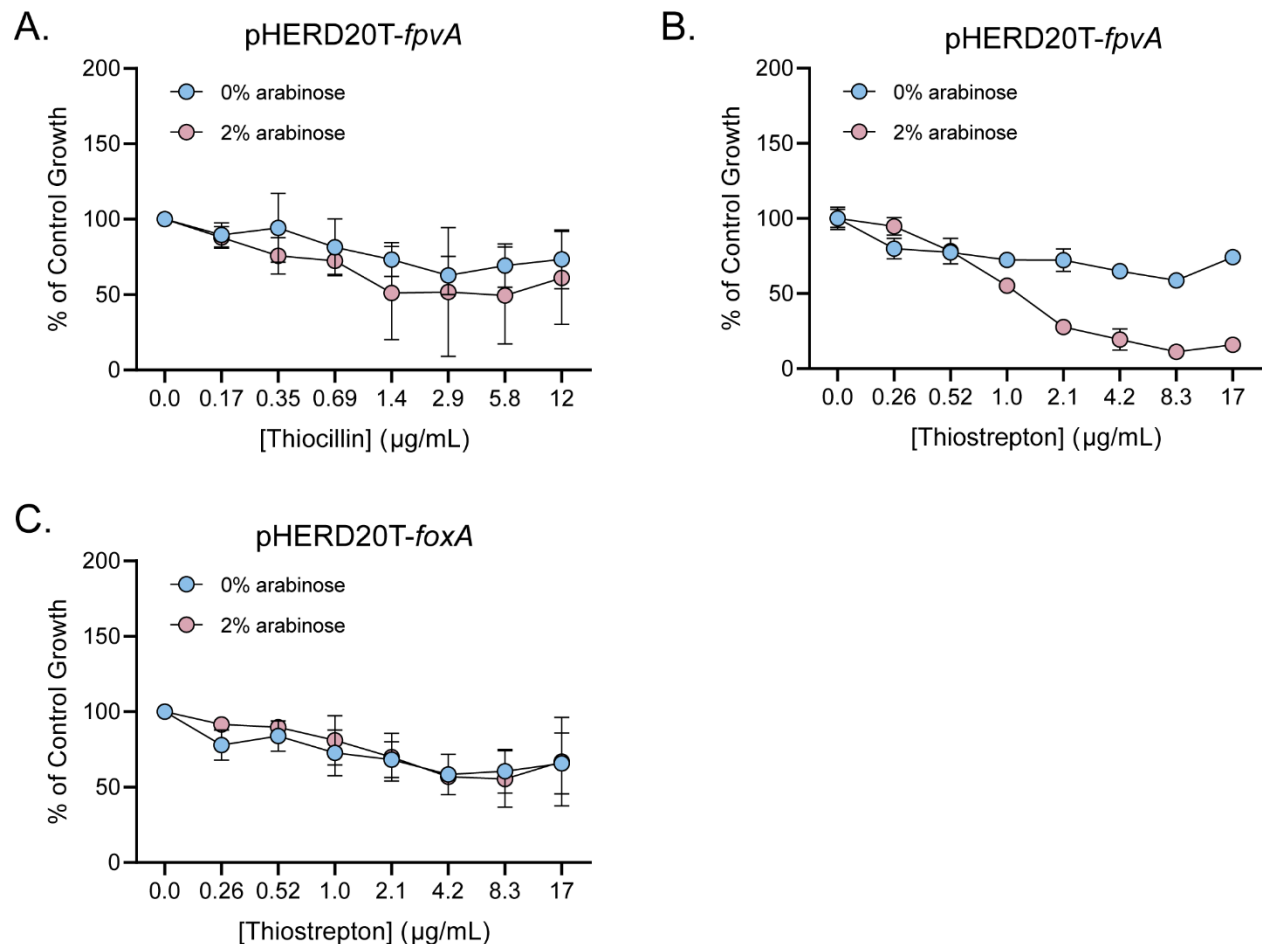 A.
pHERD20T-fpvA
0% arabinose
2% arabinose
200
150
100
50
0
% of Control Growth
0.0 0.17 0.35 0.69 1.4 2.9 5.8 12
[Thiocillin] (µg/mL)
B.
pHERD20T-fpvA
0% arabinose
2% arabinose
200
150
100
50
0
% of Control Growth
0.0 0.26 0.52 1.0 2.1 4.2 8.3 17
[Thiostrepton] (µg/mL)
C.
pHERD20T-foxA
0% arabinose
2% arabinose
200
150
100
50
0
% of Control Growth
0.0 0.26 0.52 1.0 2.1 4.2 8.3 17
[Thiostrepton] (µg/mL)